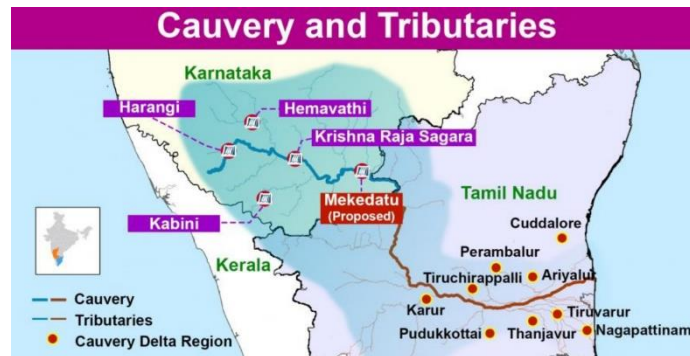 Cauvery and Tributaries
Karnataka
Harangi
Hemavathi
Krishna Raja Sagara
Mekedatu
(Proposed)
Tamil Nadu
Kabini
Cuddalore
Kerala
Perambalur
Tiruchirappalli
Ariyalur
Cauvery
Karur
Tiruvarur
Tributaries
Pudukkottai
Thanjavur
Nagapattinam
Cauvery Delta Region